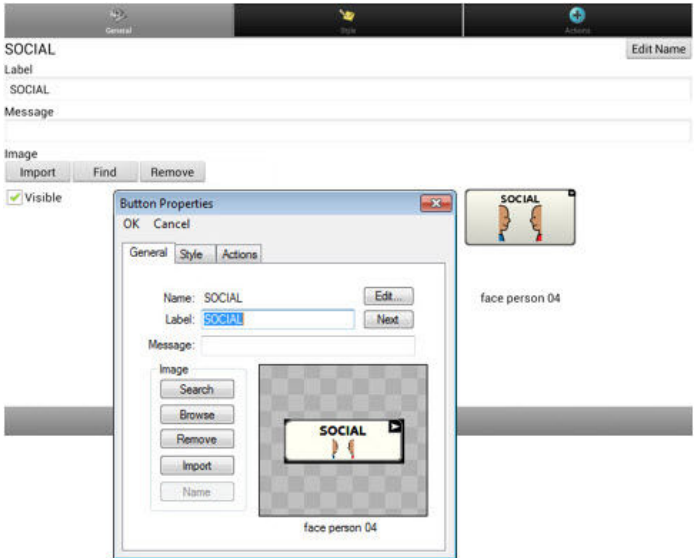 General
Style
Actions
SOCIAL
Edit Name
Label
SOCIAL
Message
Image
Import Find Remove
Visible
SOCIAL
face person 04
Button Properties
OK Cancel
General Style Actions
Name: SOCIAL Edit...
Label: SOCIAL Next
Message:
Image
Search
Browse
Remove
Import
Name
SOCIAL
face person 04